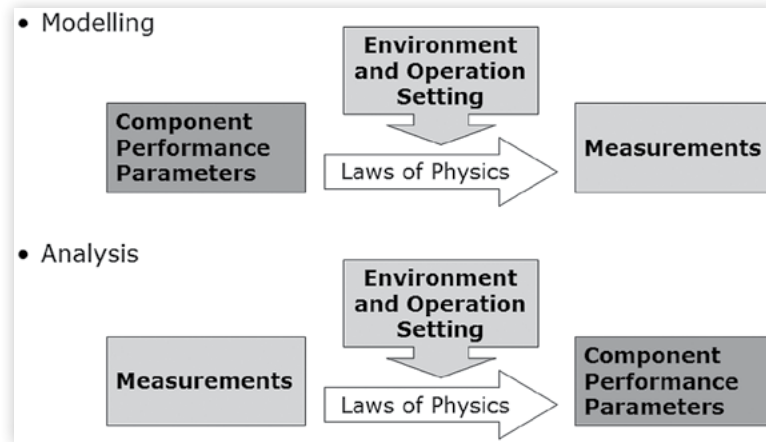 • Modelling
Environment
and Operation
Setting
Component
Performance
Parameters
Laws of Physics
Measurements
• Analysis
Environment
and Operation
Setting
Measurements
Laws of Physics
Component
Performance
Parameters